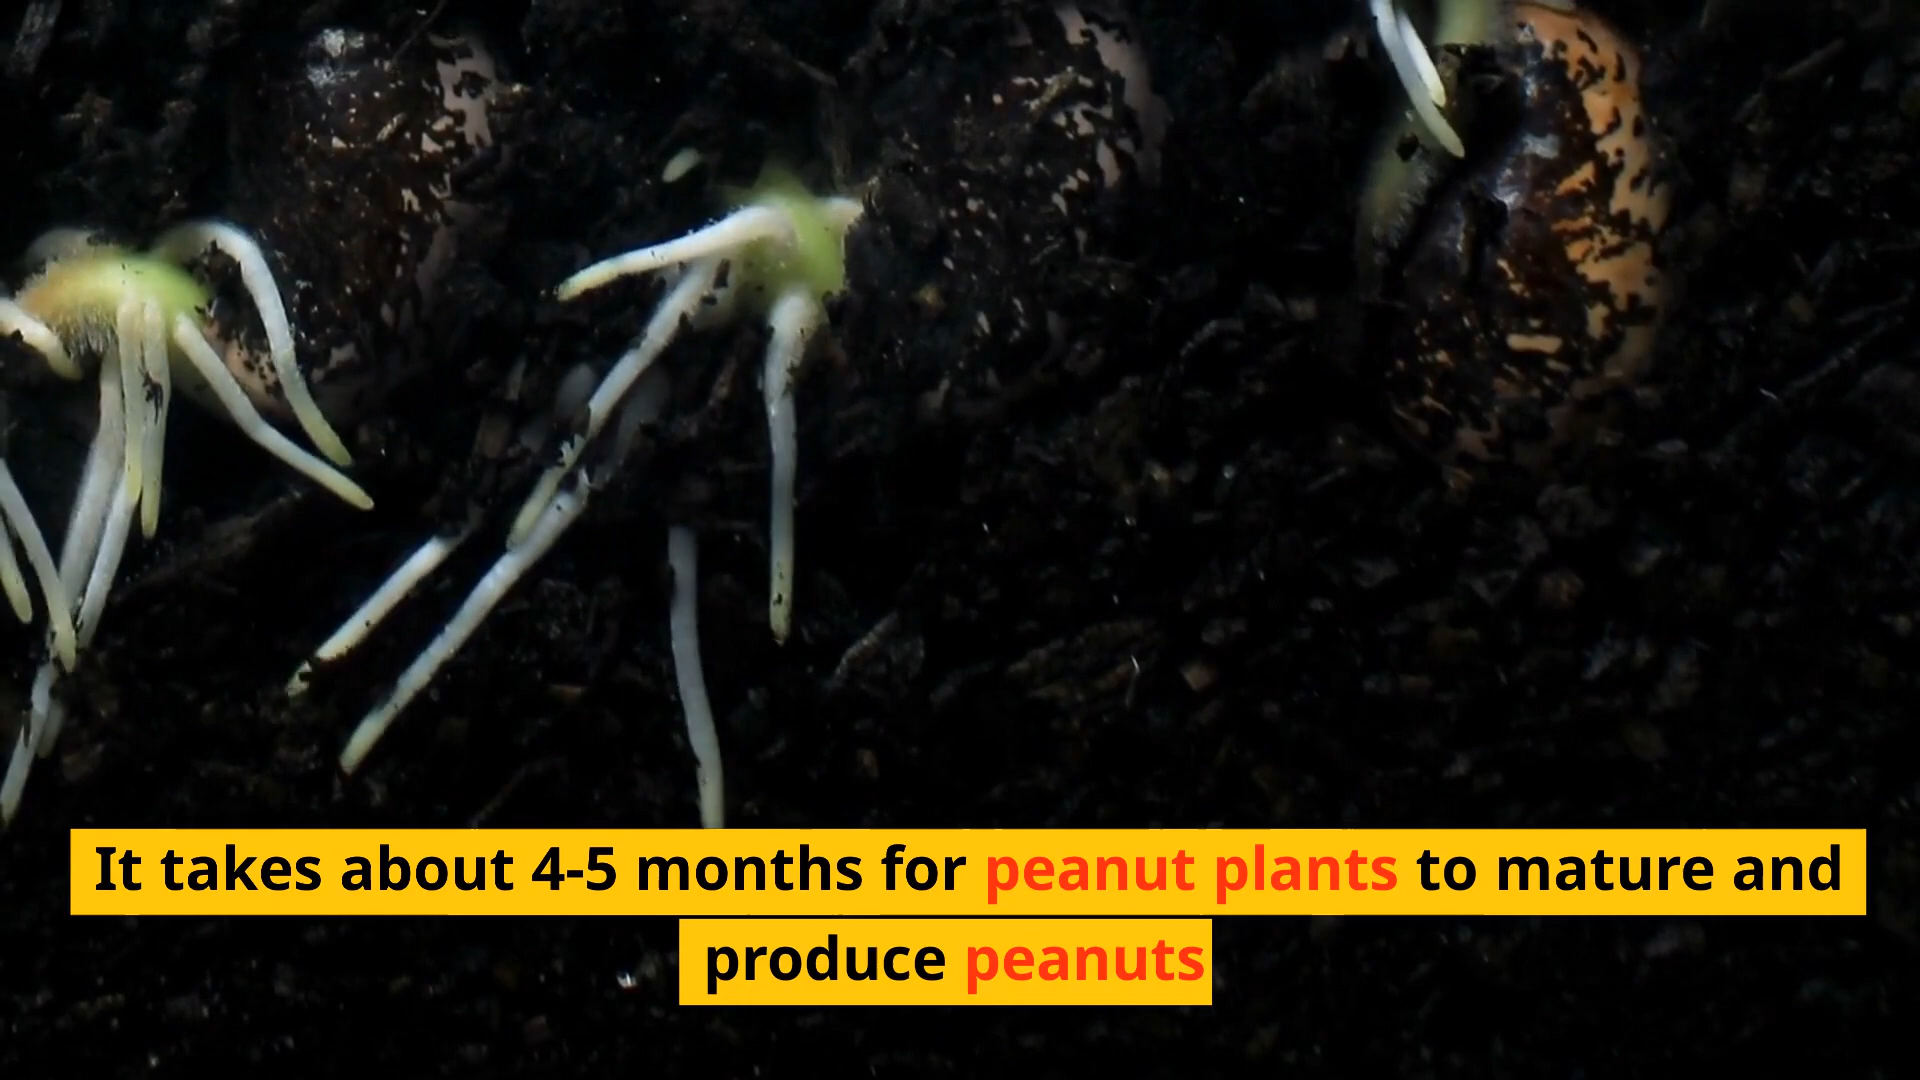 It takes about 4-5 months for peanut plants to mature and
produce peanuts